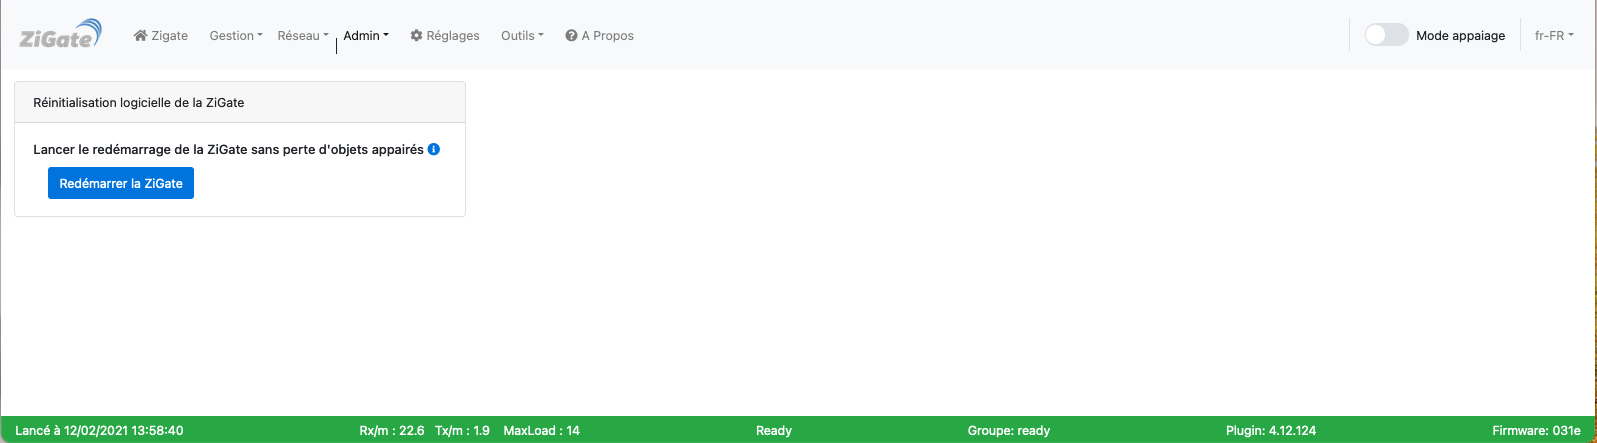 ZiGate Zigate Gestion Réseau Admin Réglages Outils A Propos Mode appaiage fr-FR
Réinitialisation logicielle de la ZiGate
Lancer le redémarrage de la ZiGate sans perte d'objets appairés
Redémarrer la ZiGate
Lancé à 12/02/2021 13:58:40 Rx/m : 22.6 Tx/m : 1.9 MaxLoad : 14 Ready Groupe: ready Plugin: 4.12.124 Firmware: 031e